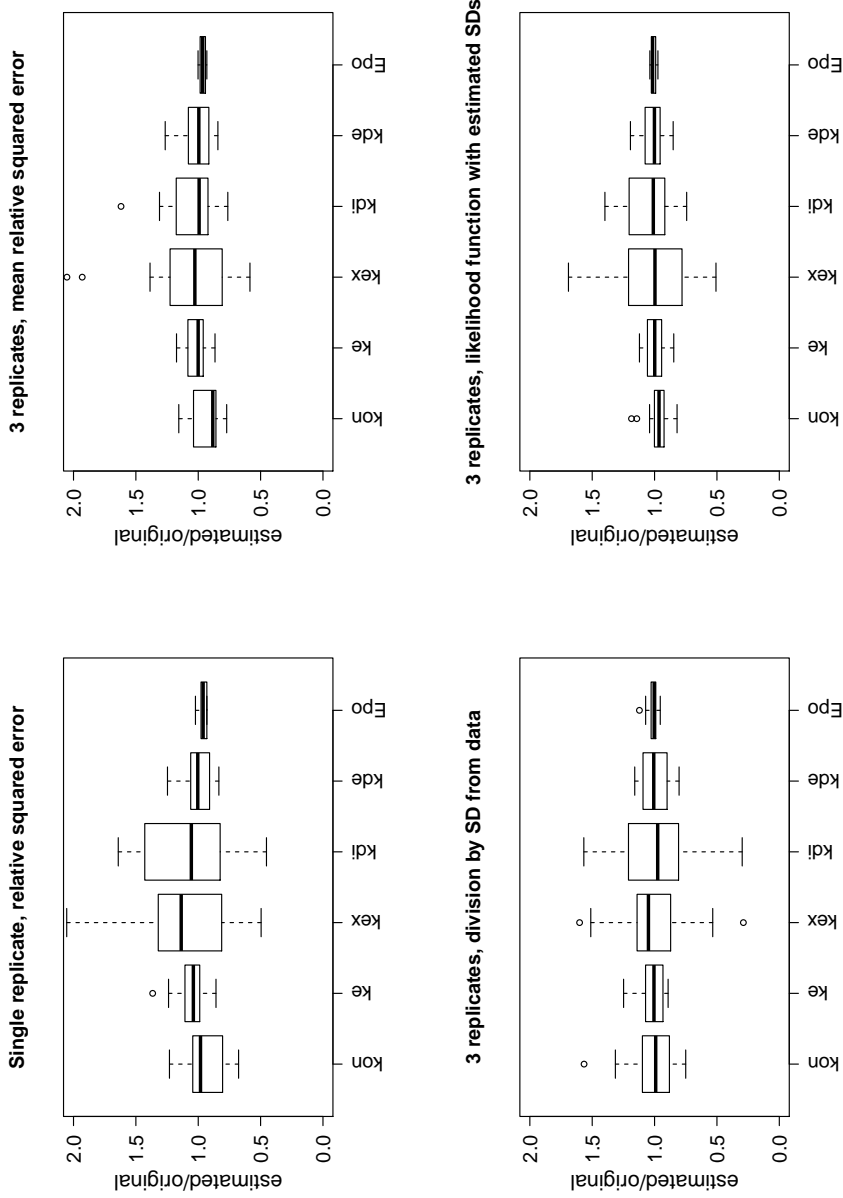 Single replicate, relative squared error
estimated/original
2.0
1.5
1.0
0.5
0.0
kon ke kex kdi kde Epo
3 replicates, mean relative squared error
estimated/original
2.0
1.5
1.0
0.5
0.0
kon ke kex kdi kde Epo
3 replicates, division by SD from data
estimated/original
2.0
1.5
1.0
0.5
0.0
kon ke kex kdi kde Epo
3 replicates, likelihood function with estimated SDs
estimated/original
2.0
1.5
1.0
0.5
0.0
kon ke kex kdi kde Epo